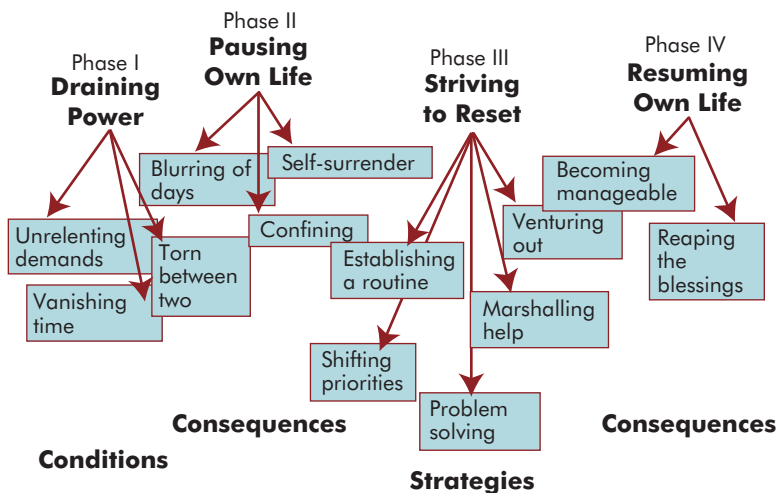 Phase I
Draining
Power
Unrelenting
demands
Vanishing
time
Torn
between
two
Conditions
Phase II
Pausing
Own Life
Blurring of
days
Self-surrender
Confining
Consequences
Phase III
Striving
to Reset
Establishing
a routine
Shifting
priorities
Problem
solving
Marshalling
help
Venturing
out
Strategies
Phase IV
Resuming
Own Life
Becoming
manageable
Reaping
the
blessings
Consequences